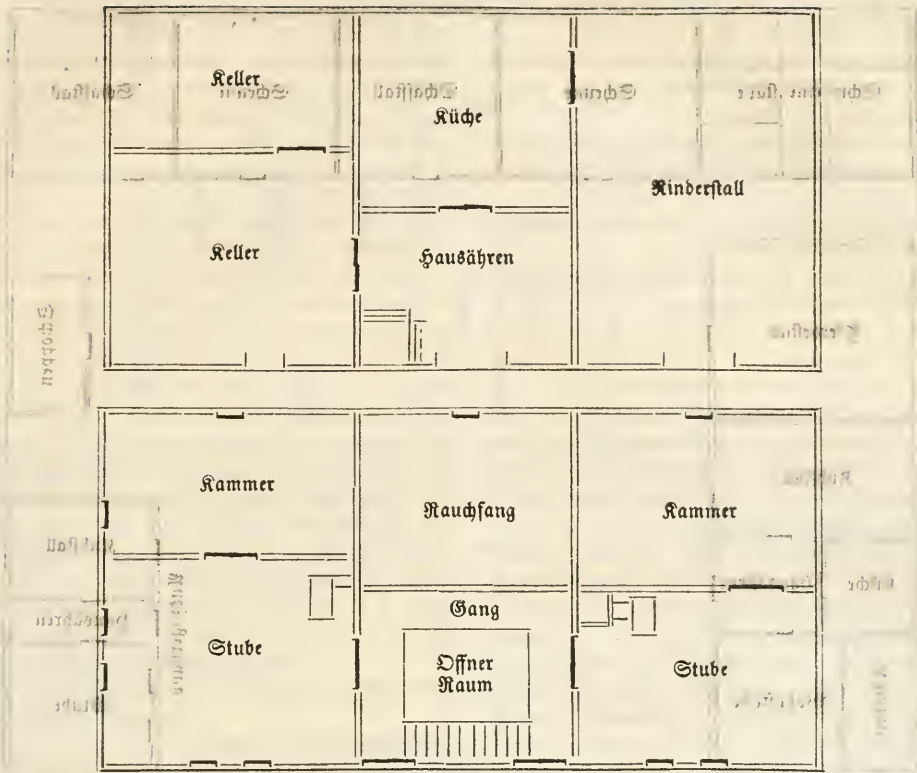 Keller
Küche
Rinderstall
Keller
Hausähren
Kammer
Rauchfang
Kammer
Gang
Stube
Offner
Raum
Stube